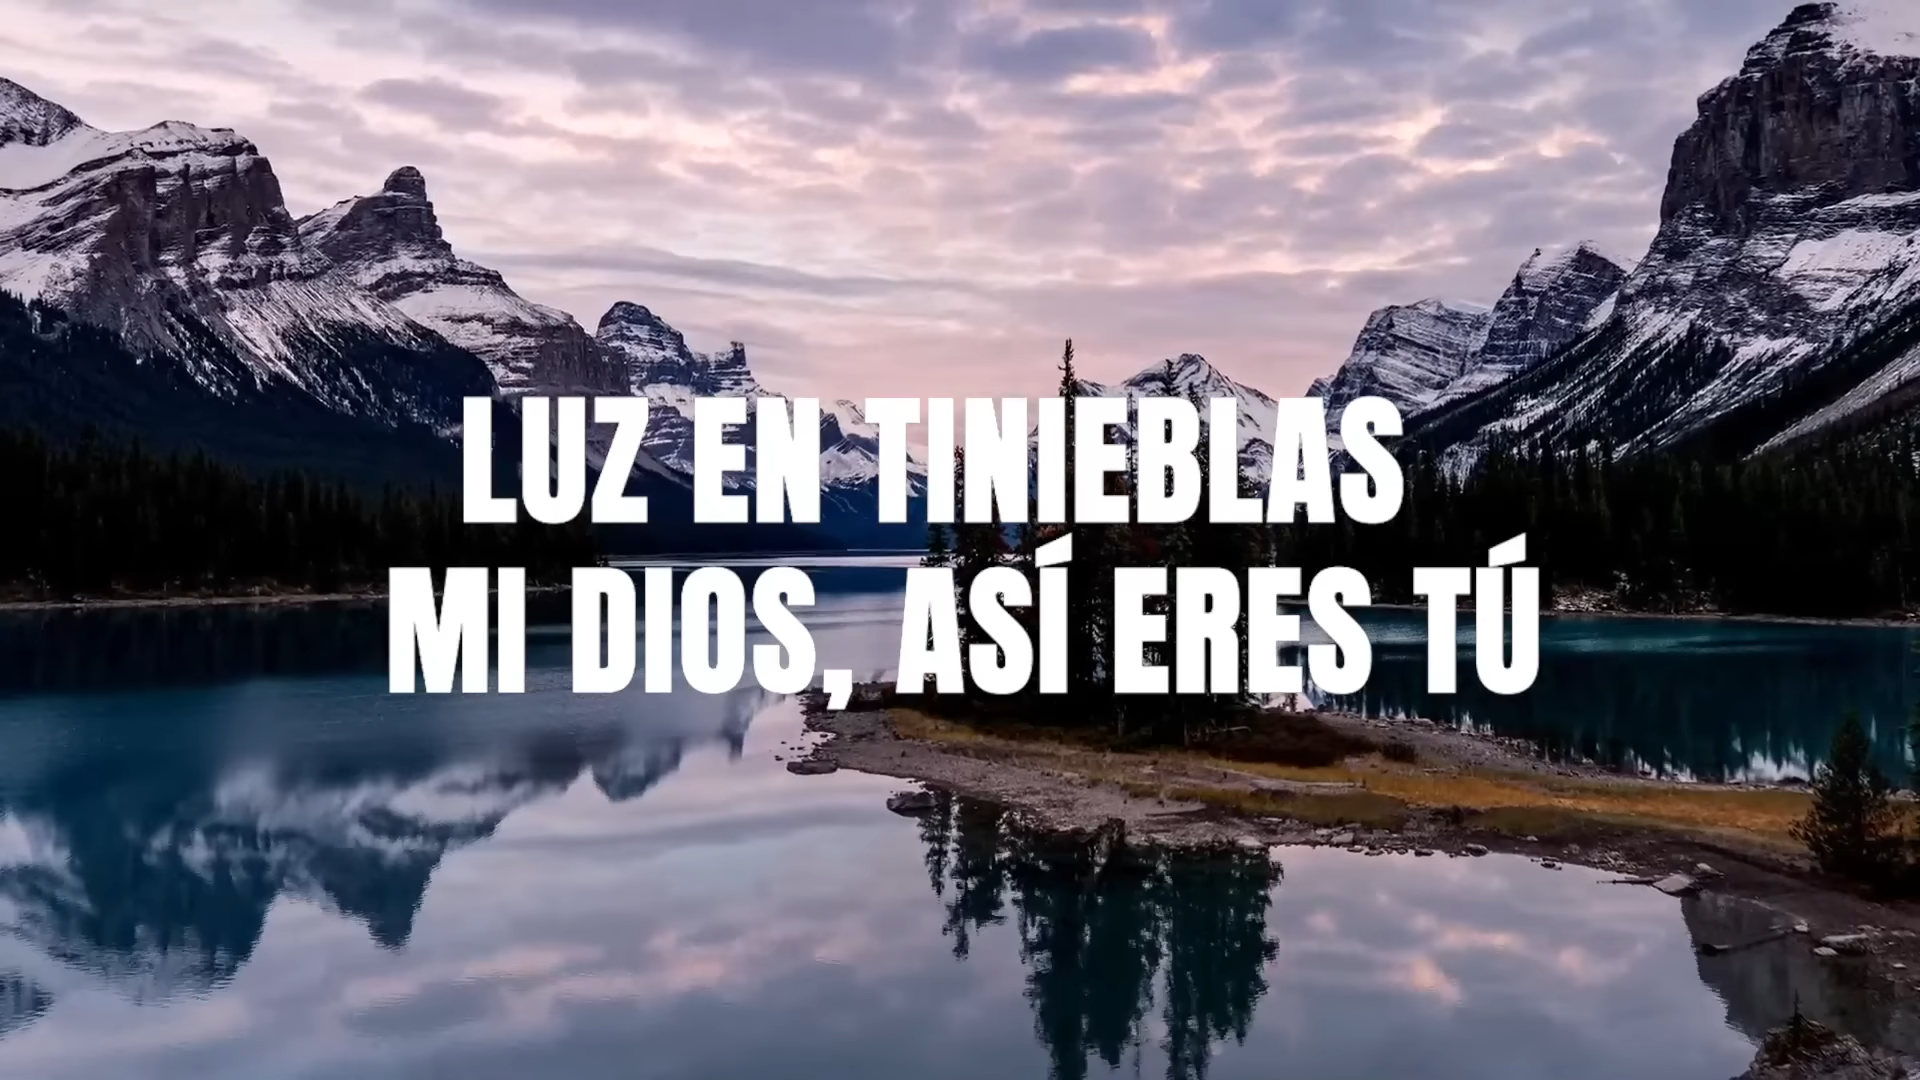 LUZ EN TINIEBLAS
MI DIOS, ASÍ ERES TÚ